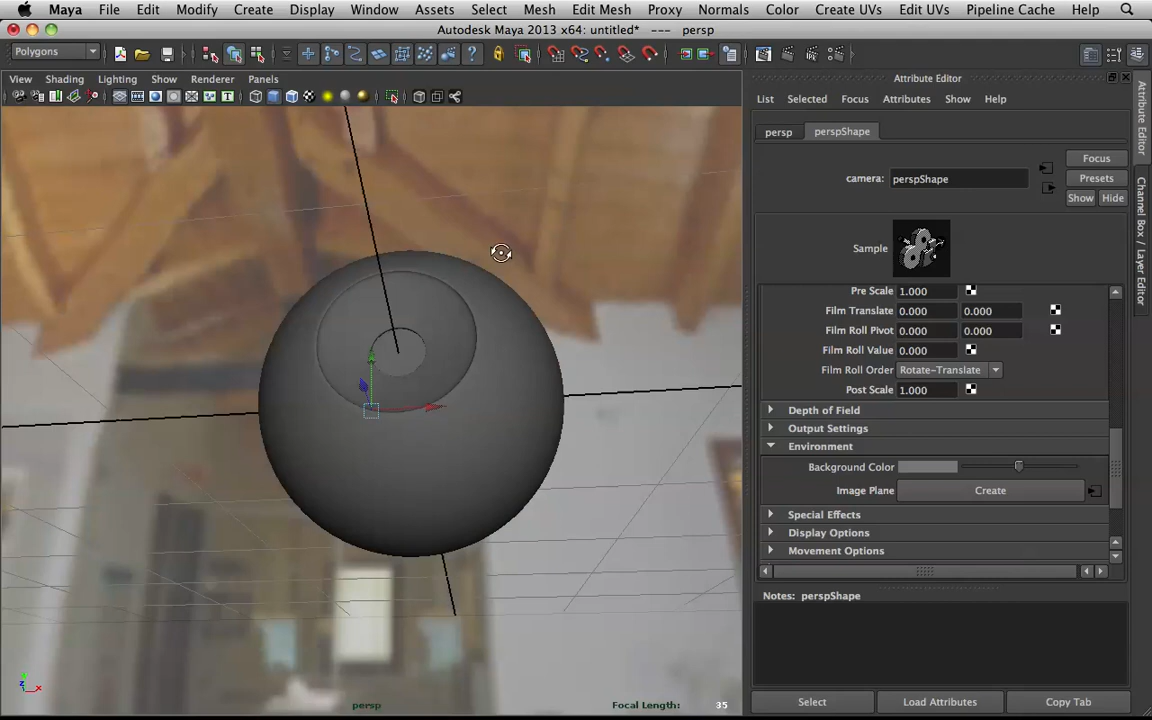 Maya File Edit Modify Create Display Window Assets Select Mesh Edit Mesh Proxy Normals Color Create UVs Edit UVs Pipeline Cache Help
Autodesk Maya 2013 x64: untitled* --- persp
Polygons
View Shading Lighting Show Renderer Panels
Attribute Editor
List Selected Focus Attributes Show Help
persp perspShape
Focus
camera: perspShape
Presets
Show Hide
Sample
Pre Scale 1.000
Film Translate 0.000 0.000
Film Roll Pivot 0.000 0.000
Film Roll Value 0.000
Film Roll Order Rotate-Translate
Post Scale 1.000
Depth of Field
Output Settings
Environment
Background Color
Image Plane Create
Special Effects
Display Options
Movement Options
Notes: perspShape
Select Load Attributes Copy Tab
Attribute Editor
Channel Box / Layer Editor
z x
persp
Focal Length: 35